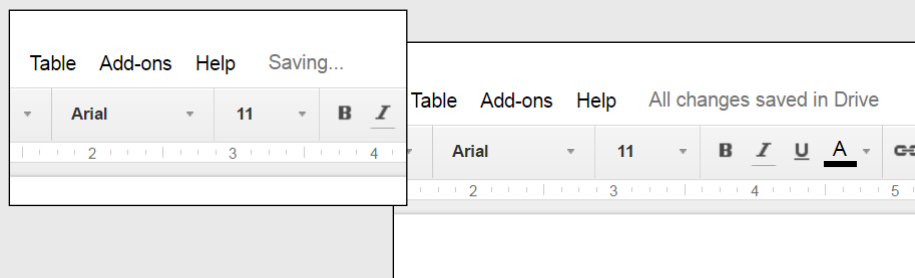 Table Add-ons Help Saving...
Arial 11 B I
2 3 4
Table Add-ons Help All changes saved in Drive
Arial 11 B I U A
2 3 4 5